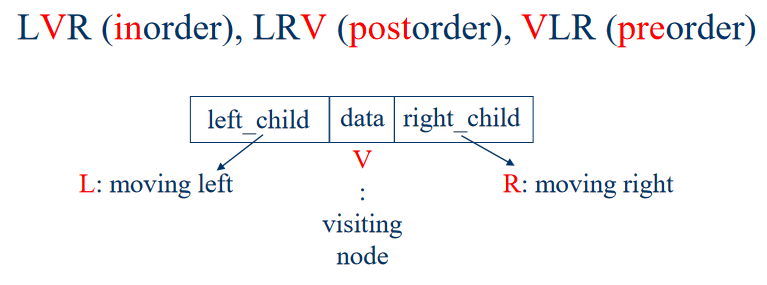 LVR (inorder), LRV (postorder), VLR (preorder)
left_child data right_child
V
L: moving left
R: moving right
:
visiting
node